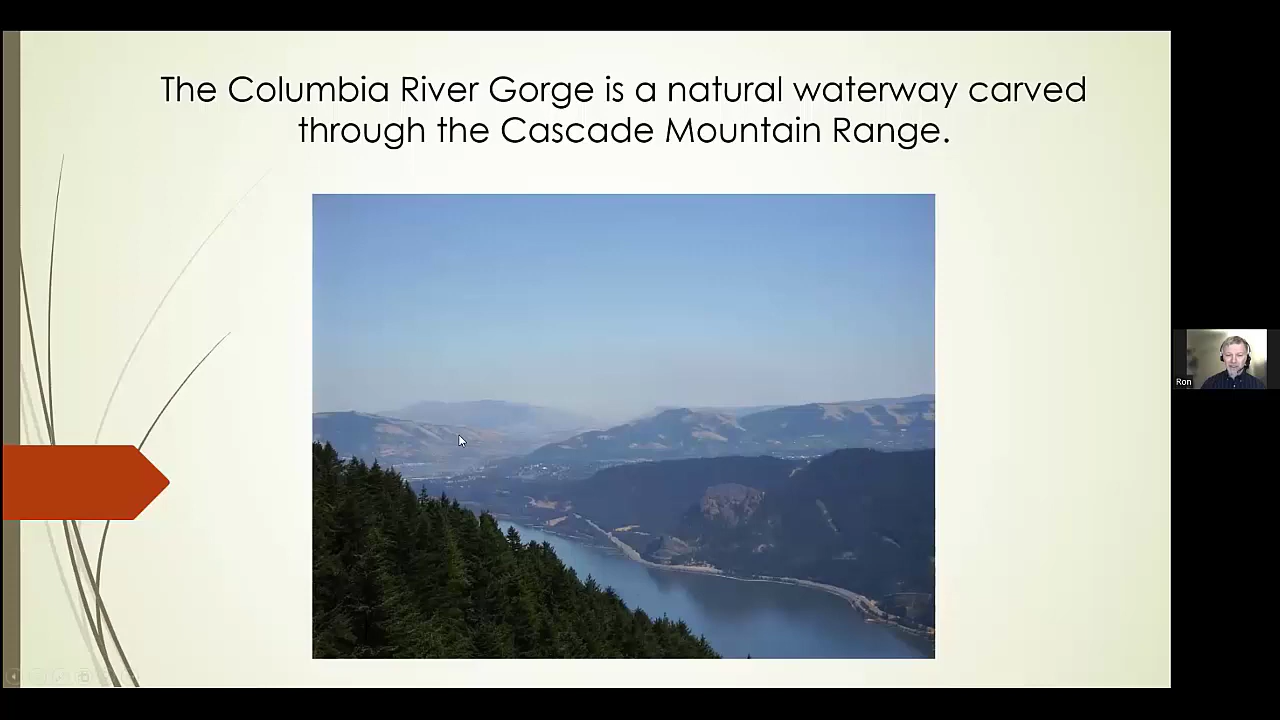 The Columbia River Gorge is a natural waterway carved
through the Cascade Mountain Range.
Ron